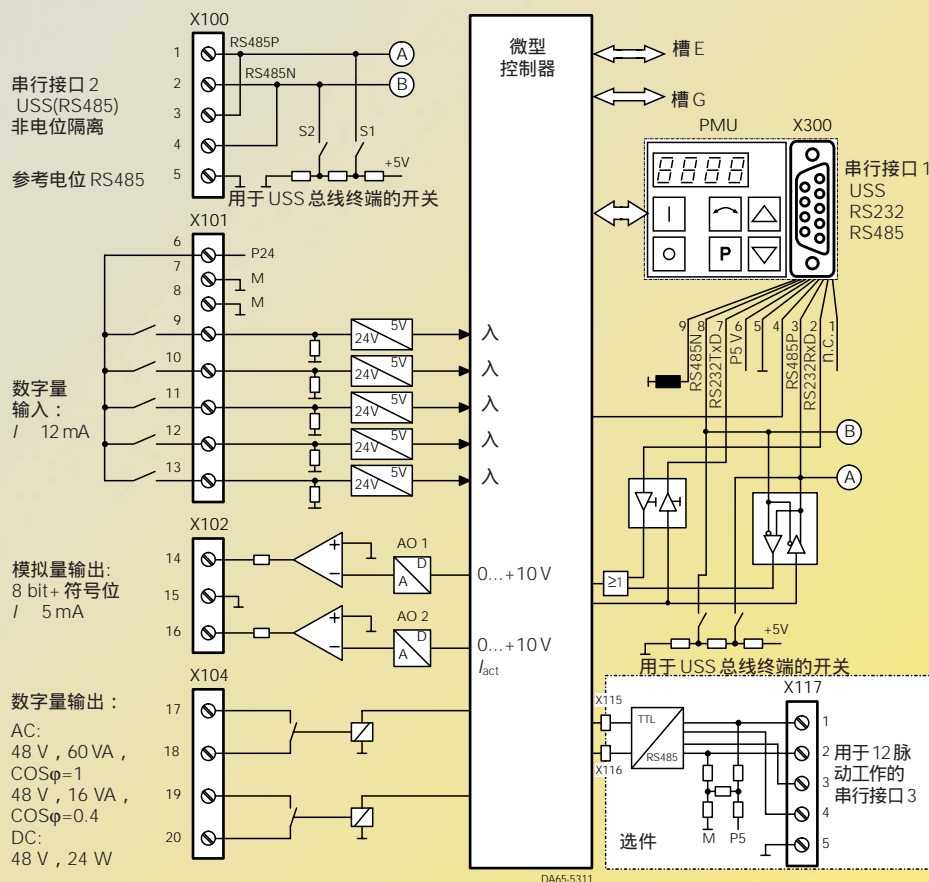 X100
1
2
3
4
5
RS485P
RS485N
A
B
S2
S1
+5V
串行接口 2
USS(RS485)
非电位隔离
参考电位 RS485
用于 USS 总线终端的开关
X101
6
7
8
9
10
11
12
13
P24
M
M
数字量
输入：
I 12 mA
24V 5V
24V 5V
24V 5V
24V 5V
24V 5V
入
入
入
入
入
X102
14
15
16
模拟量输出:
8 bit+ 符号位
I 5 mA
AO 1
D
A
0...+10 V
AO 2
D
A
0...+10 V
Iact
X104
17
18
19
20
数字量输出：
AC:
48 V，60 VA，
COSφ=1
48 V，16 VA，
COSφ=0.4
DC:
48 V，24 W
微型
控制器
槽 E
槽 G
PMU
X300
8888
I
O
P
串行接口 1
USS
RS232
RS485
9 8 7 6 5 4 3 2 1
RS485N
RS232TxD
P5 V
RS485P
RS232RxD
n.c.
B
A
≥1
+5V
用于 USS 总线终端的开关
X115
X116
TTL
RS485
X117
1
2
3
4
5
用于 12 脉
动工作的
串行接口 3
M
P5
选件
DA65-5311